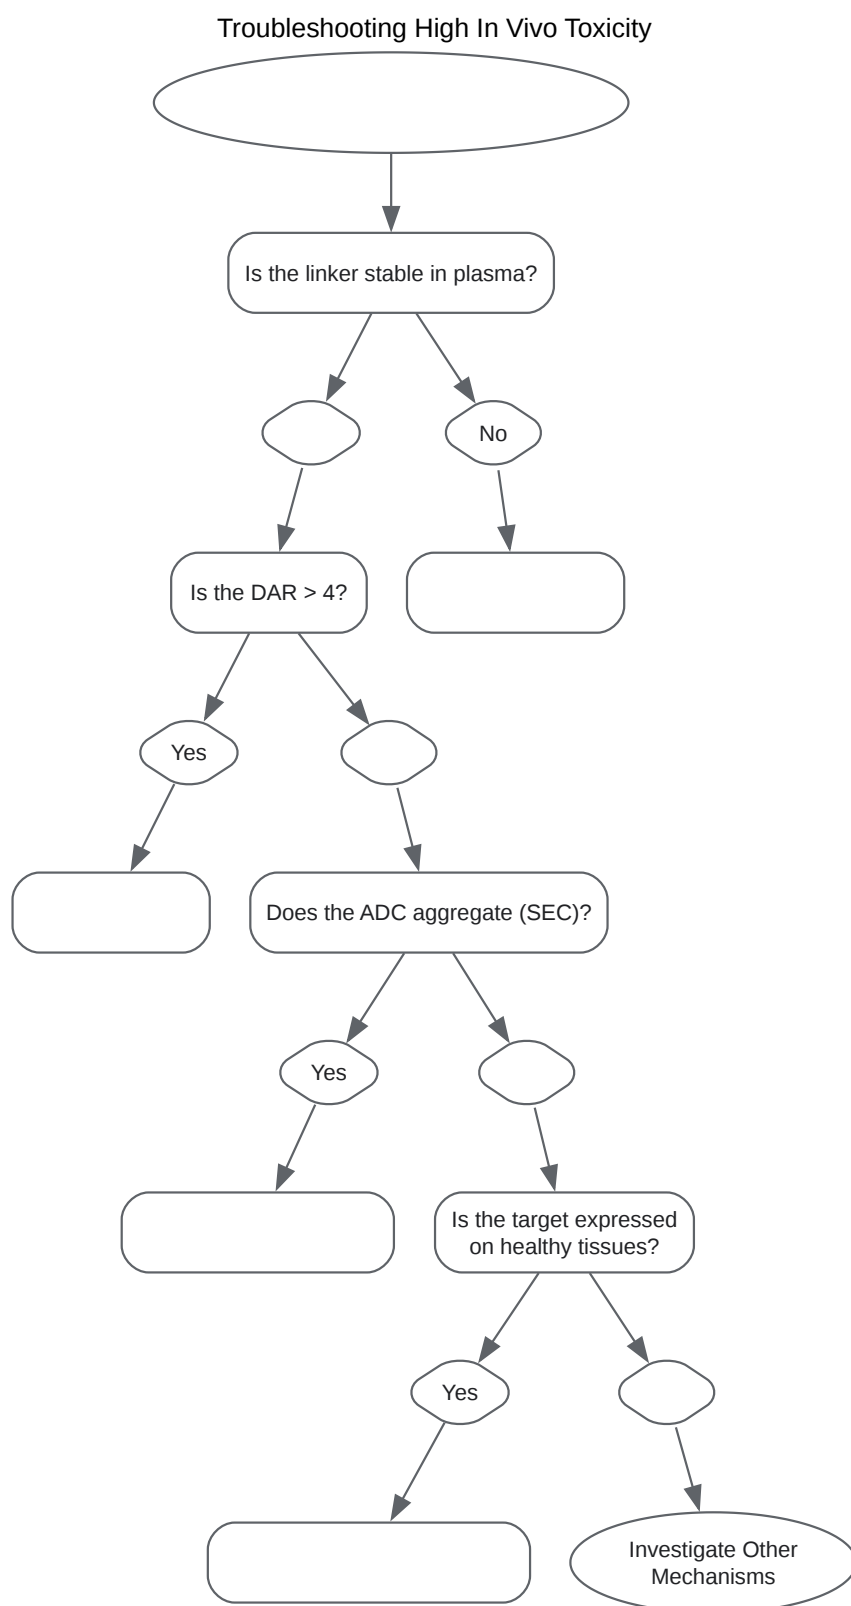 Troubleshooting High In Vivo Toxicity
Is the linker stable in plasma?
No
Is the DAR > 4?
Yes
Does the ADC aggregate (SEC)?
Yes
Is the target expressed
on healthy tissues?
Yes
Investigate Other
Mechanisms